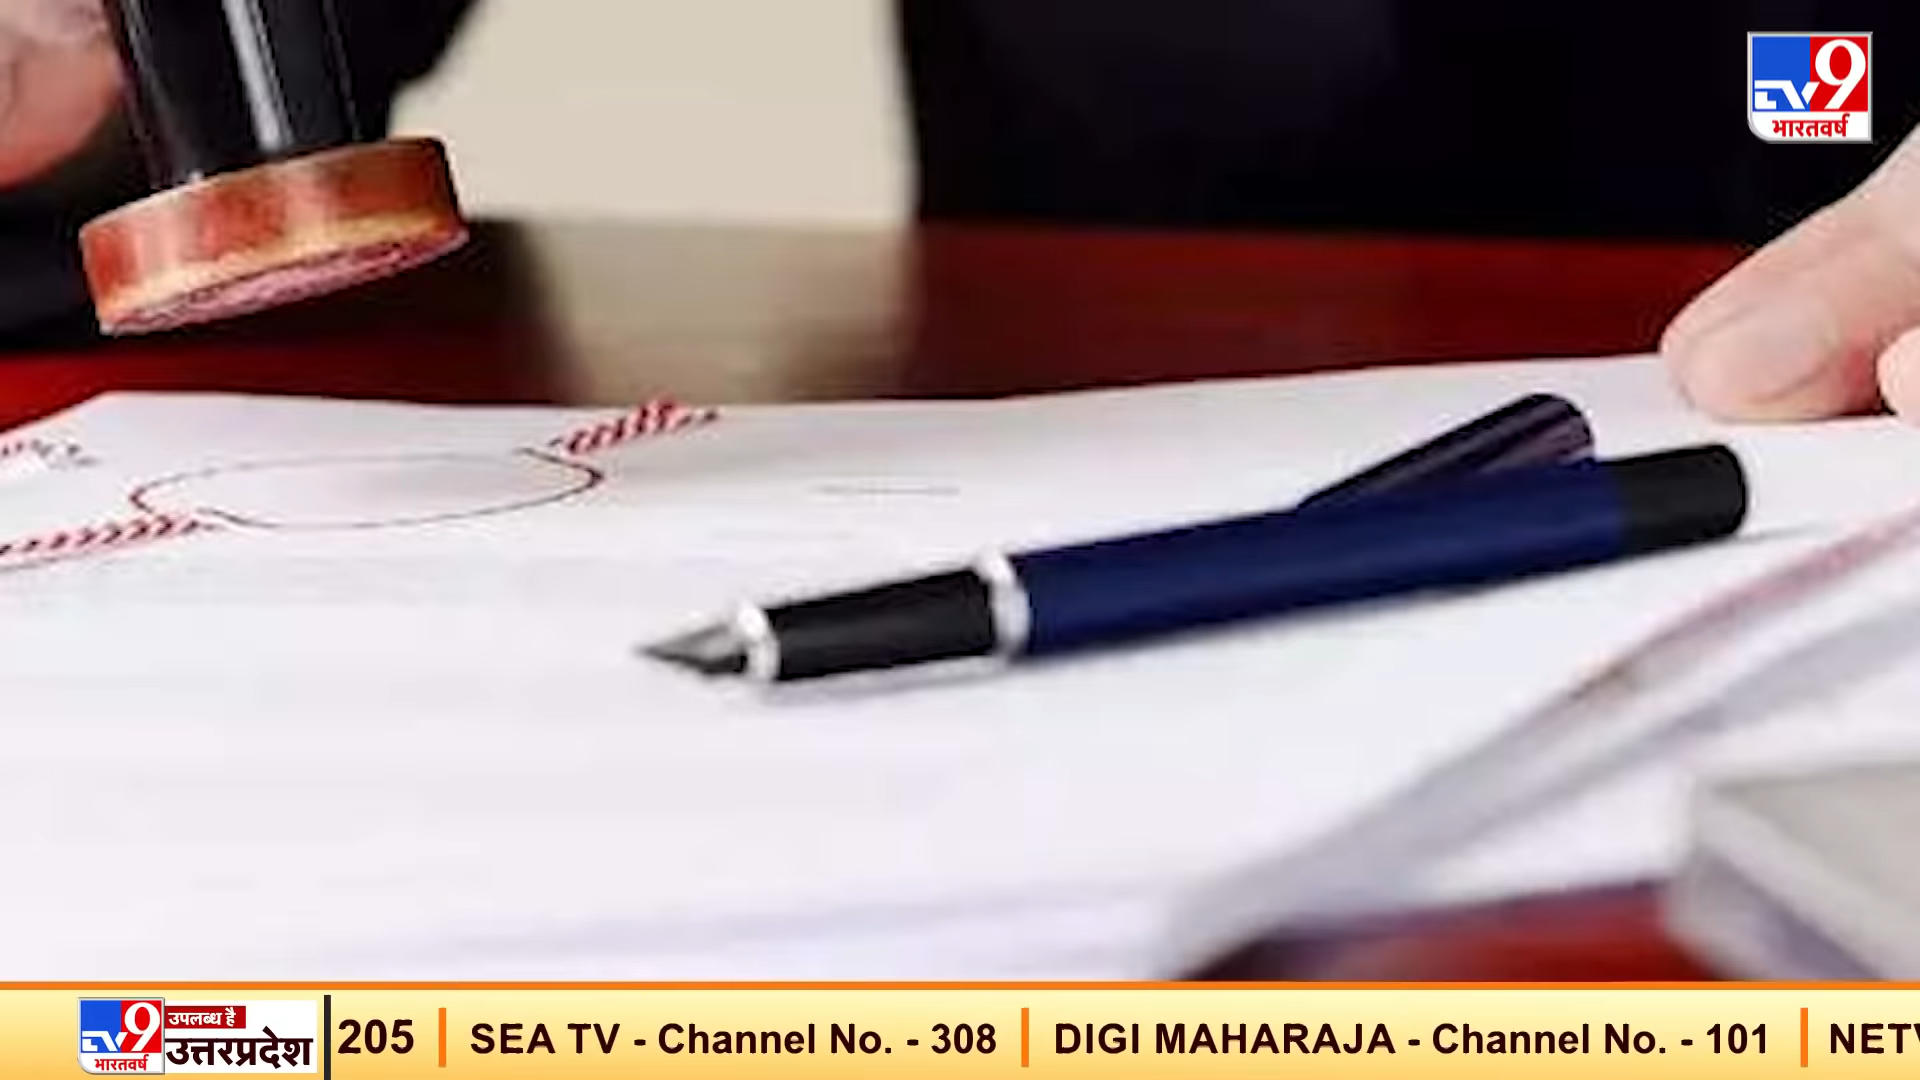 TV9
भारतवर्ष
TV9
भारतवर्ष
उपलब्ध है
उत्तरप्रदेश
205
SEA TV - Channel No. - 308
DIGI MAHARAJA - Channel No. - 101